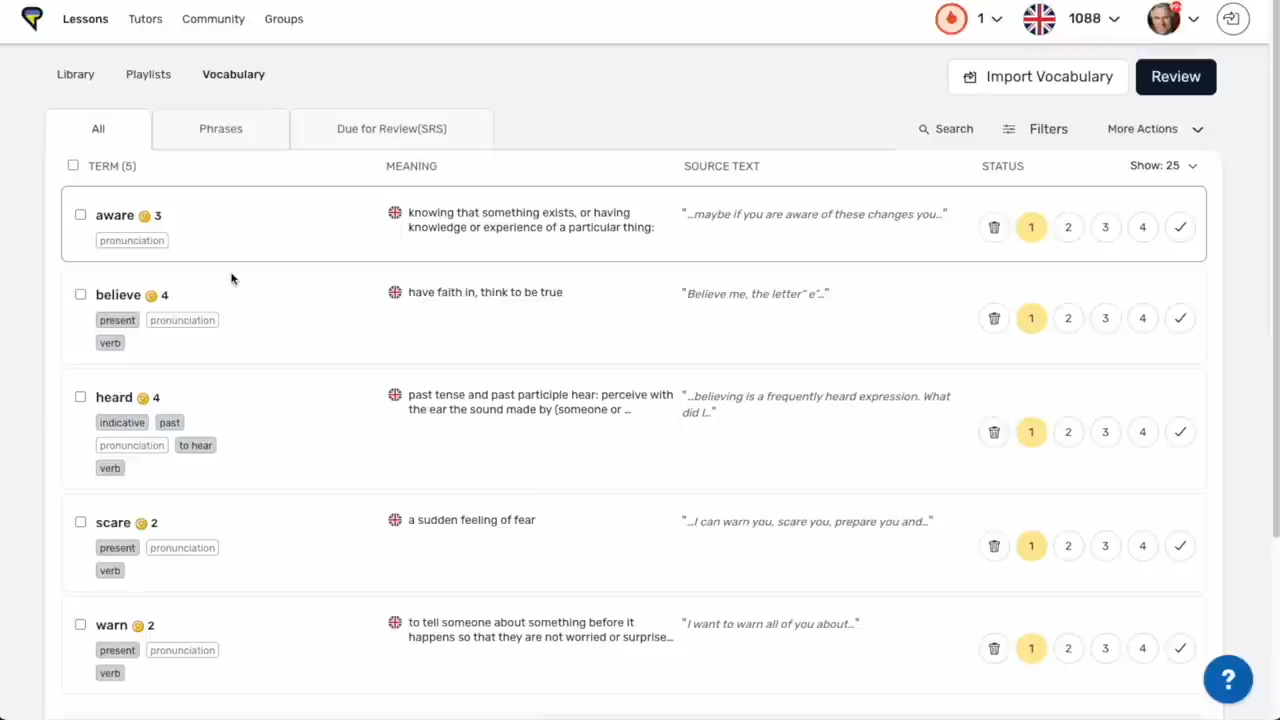 Lessons Tutors Community Groups 1 1088
Library Playlists Vocabulary Import Vocabulary Review
All Phrases Due for Review(SRS) Search Filters More Actions
TERM (5) MEANING SOURCE TEXT STATUS Show: 25
aware 3
pronunciation
knowing that something exists, or having
knowledge or experience of a particular thing:
"...maybe if you are aware of these changes you..."
1 2 3 4
believe 4
present pronunciation
verb
have faith in, think to be true
"Believe me, the letter" e"..."
1 2 3 4
heard 4
indicative past
pronunciation to hear
verb
past tense and past participle hear: perceive with
the ear the sound made by (someone or ...
"...believing is a frequently heard expression. What
did I..."
1 2 3 4
scare 2
present pronunciation
verb
a sudden feeling of fear
"...I can warn you, scare you, prepare you and..."
1 2 3 4
warn 2
present pronunciation
verb
to tell someone about something before it
happens so that they are not worried or surprise...
"I want to warn all of you about..."
1 2 3 4
?